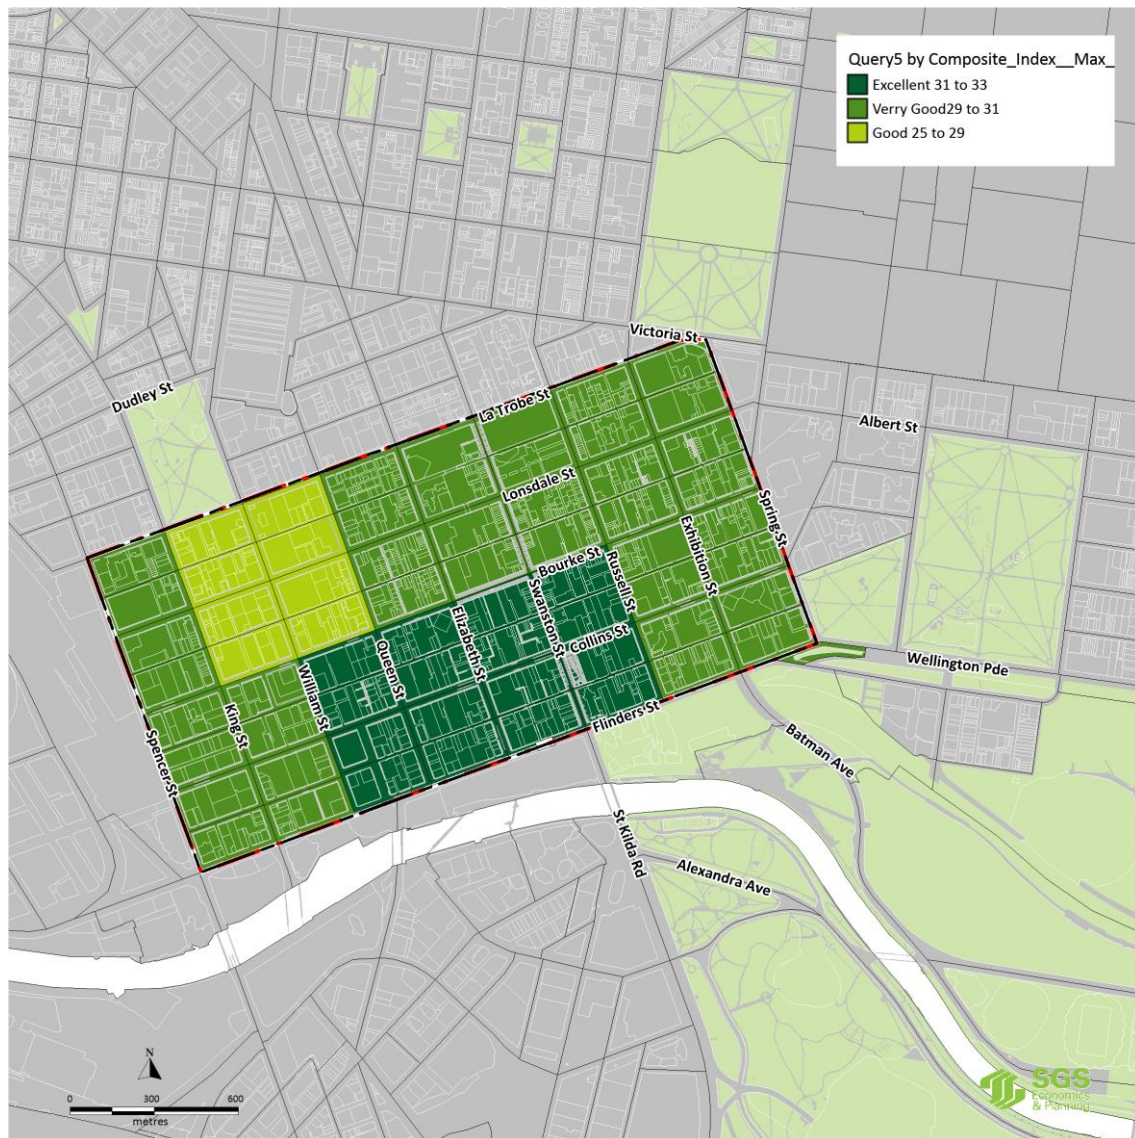 Query5 by Composite_Index__Max_
Excellent 31 to 33
Verry Good29 to 31
Good 25 to 29
Victoria St
Dudley St
La Trobe St
Albert St
Lonsdale St
Spring St
Exhibition St
Bourke St
Russell St
Swanston St
Elizabeth St
Collins St
Queen St
William St
Wellington Pde
King St
Flinders St
Spencer St
Batman Ave
St Kilda Rd
Alexandra Ave
N
0 300 600
metres
SGS
Economics
& Planning